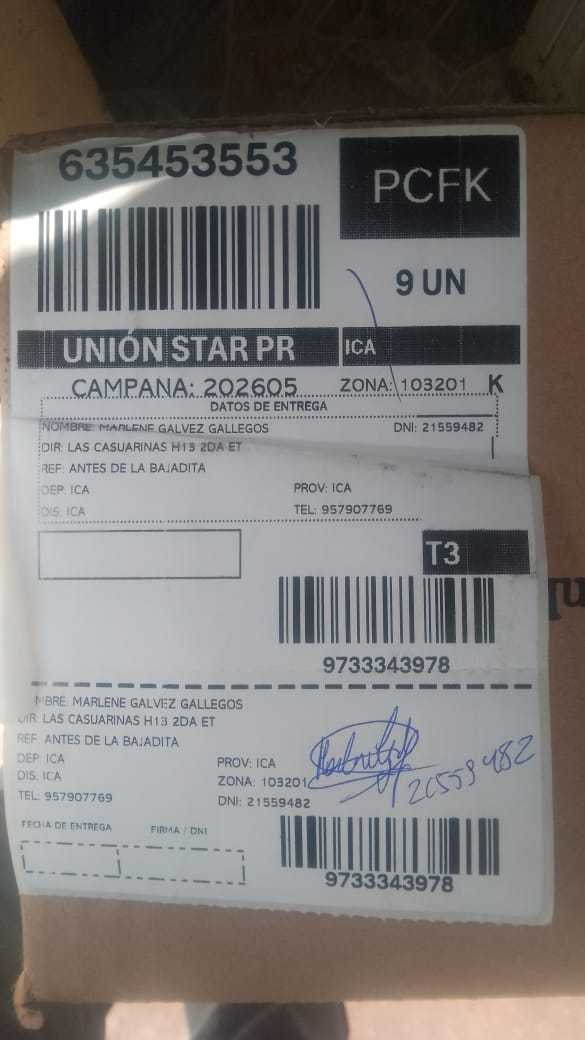 635453553
PCFK
9 UN
UNIÓN STAR PR
ICA
CAMPANA: 202605 ZONA: 103201 K
DATOS DE ENTREGA
NOMBRE: MARLENE GALVEZ GALLEGOS DNI: 21559482
DIR: LAS CASUARINAS H13 2DA ET
REF: ANTES DE LA BAJADITA
DEP: ICA PROV: ICA
DIS: ICA TEL: 957907769
T3
9733343978
MBRE: MARLENE GALVEZ GALLEGOS
DIR: LAS CASUARINAS H13 2DA ET
REF: ANTES DE LA BAJADITA
DEP: ICA PROV: ICA
DIS: ICA ZONA: 103201
TEL: 957907769 DNI: 21559482
21559482
FECHA DE ENTREGA FIRMA / DNI
9733343978